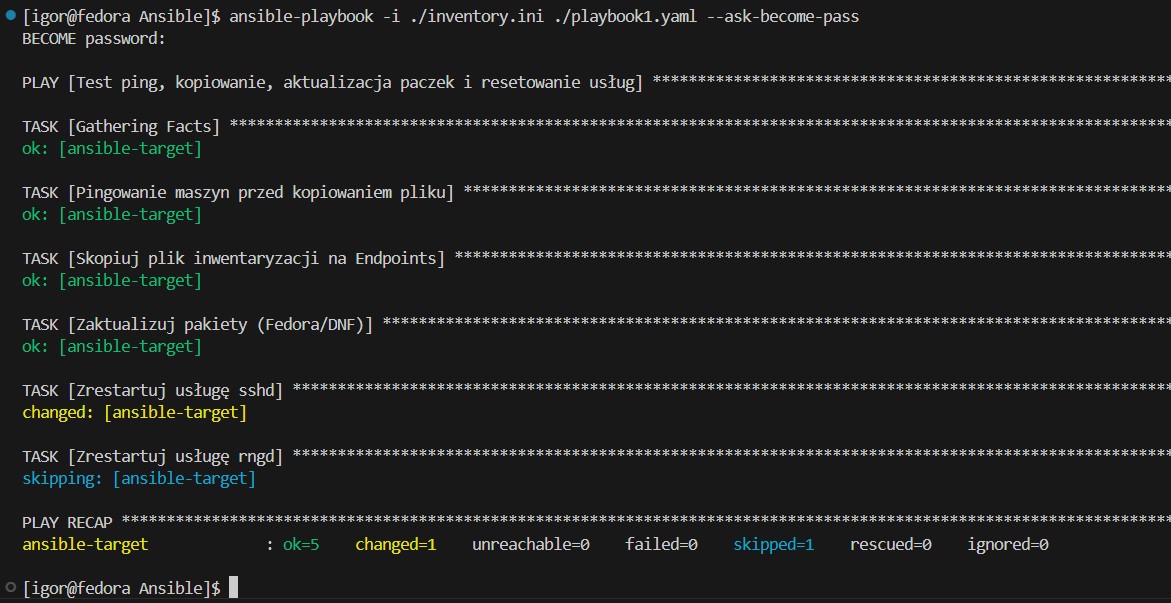 [igor@fedora Ansible]$ ansible-playbook -i ./inventory.ini ./playbook1.yaml --ask-become-pass
BECOME password:
PLAY [Test ping, kopiowanie, aktualizacja paczek i resetowanie usług] **********************************************************
TASK [Gathering Facts] *********************************************************************************************************
ok: [ansible-target]
TASK [Pingowanie maszyn przed kopiowaniem pliku] *******************************************************************************
ok: [ansible-target]
TASK [Skopiuj plik inwentaryzacji na Endpoints] ********************************************************************************
ok: [ansible-target]
TASK [Zaktualizuj pakiety (Fedora/DNF)] ****************************************************************************************
ok: [ansible-target]
TASK [Zrestartuj usługę sshd] **************************************************************************************************
changed: [ansible-target]
TASK [Zrestartuj usługę rngd] **************************************************************************************************
skipping: [ansible-target]
PLAY RECAP *********************************************************************************************************************
ansible-target             : ok=5    changed=1    unreachable=0    failed=0    skipped=1    rescued=0    ignored=0
[igor@fedora Ansible]$